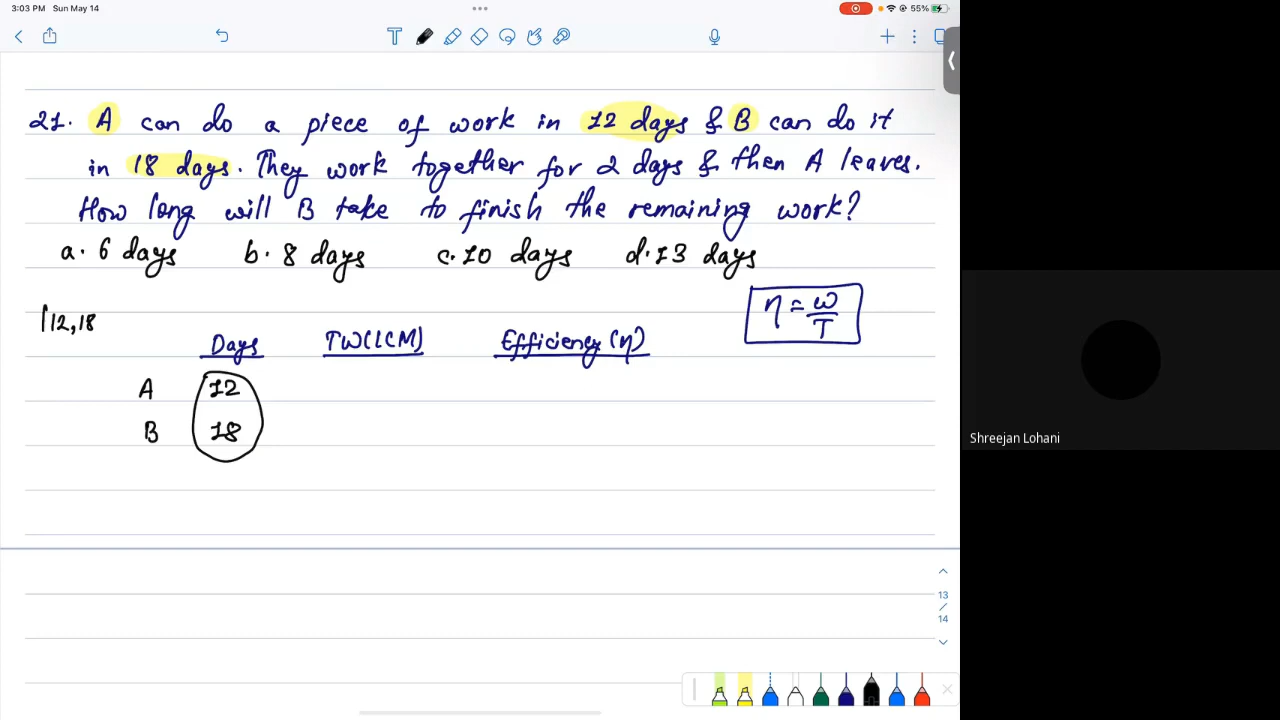 3:03 PM Sun May 14
55%
21. A can do a piece of work in 12 days & B can do it
in 18 days. They work together for 2 days & then A leaves.
How long will B take to finish the remaining work?
a. 6 days b. 8 days c. 10 days d. 13 days
η = w/T
12,18
Days TW(LCM) Efficiency (η)
A 12
B 18
Shreejan Lohani
13
/
14